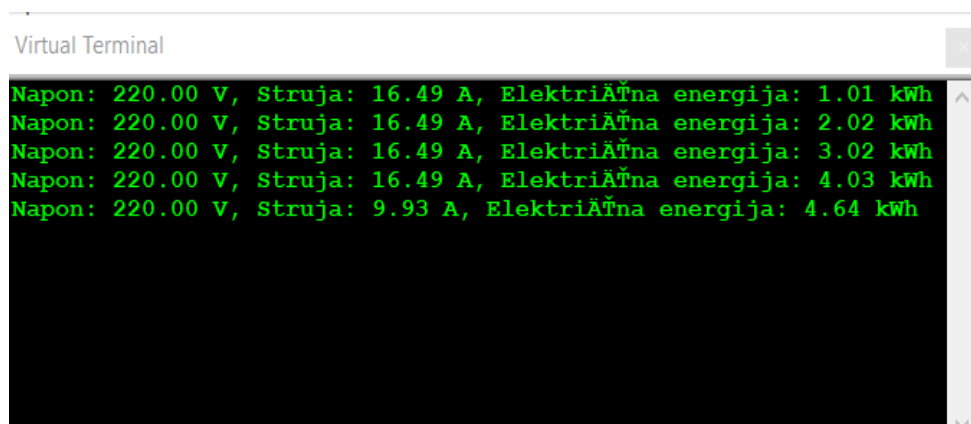 Virtual Terminal
Napon: 220.00 V, Struja: 16.49 A, ElektriÄŤna energija: 1.01 kWh
Napon: 220.00 V, Struja: 16.49 A, ElektriÄŤna energija: 2.02 kWh
Napon: 220.00 V, Struja: 16.49 A, ElektriÄŤna energija: 3.02 kWh
Napon: 220.00 V, Struja: 16.49 A, ElektriÄŤna energija: 4.03 kWh
Napon: 220.00 V, Struja: 9.93 A, ElektriÄŤna energija: 4.64 kWh